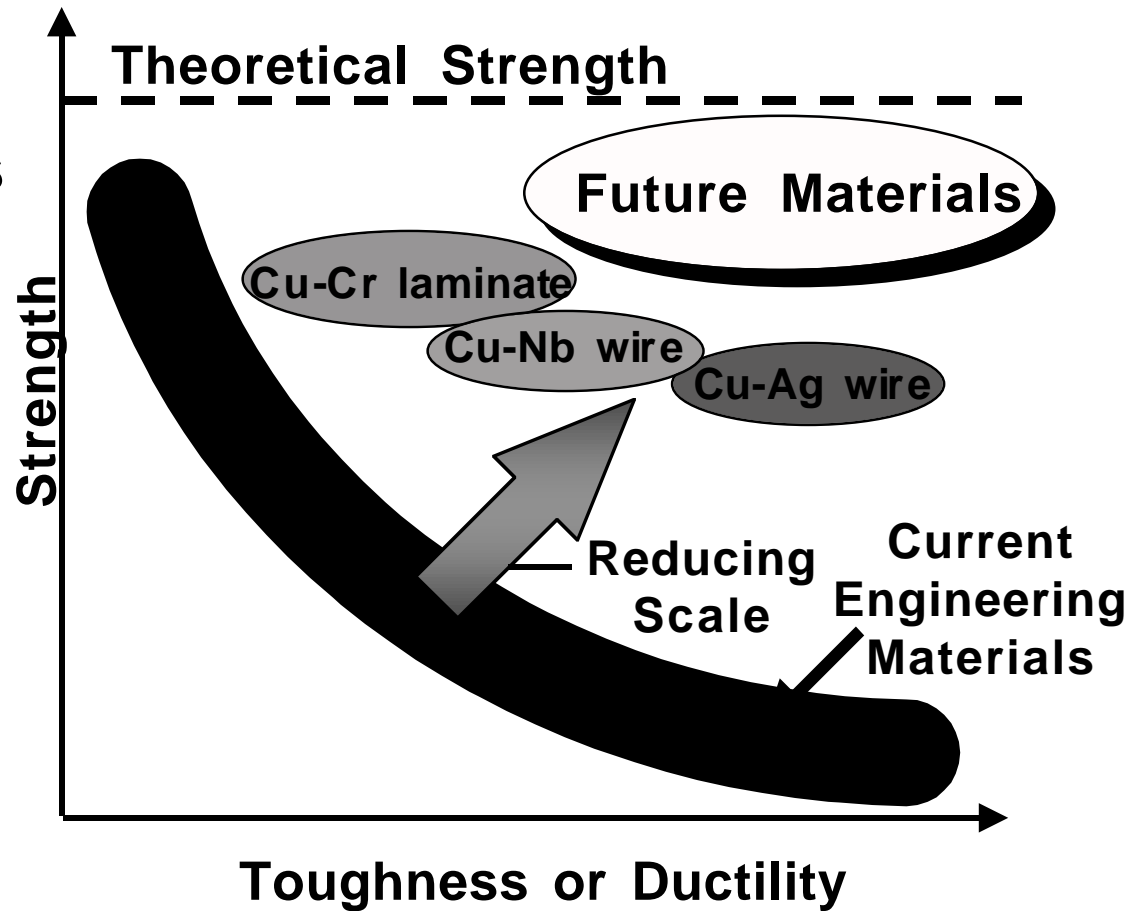 Theoretical Strength
s
Future Materials
Cu-Cr laminate
Cu-Nb wire
Cu-Ag wire
Strength
Reducing
Scale
Current
Engineering
Materials
Toughness or Ductility